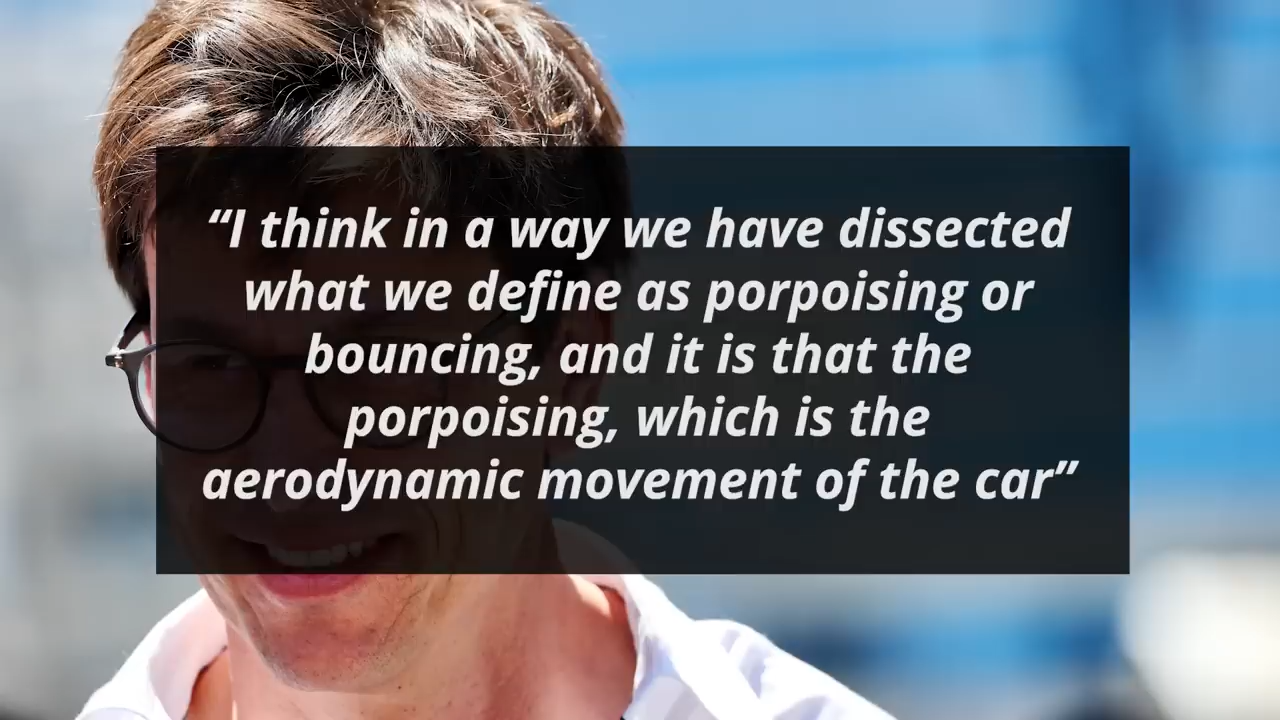 “I think in a way we have dissected
what we define as porpoising or
bouncing, and it is that the
porpoising, which is the
aerodynamic movement of the car”